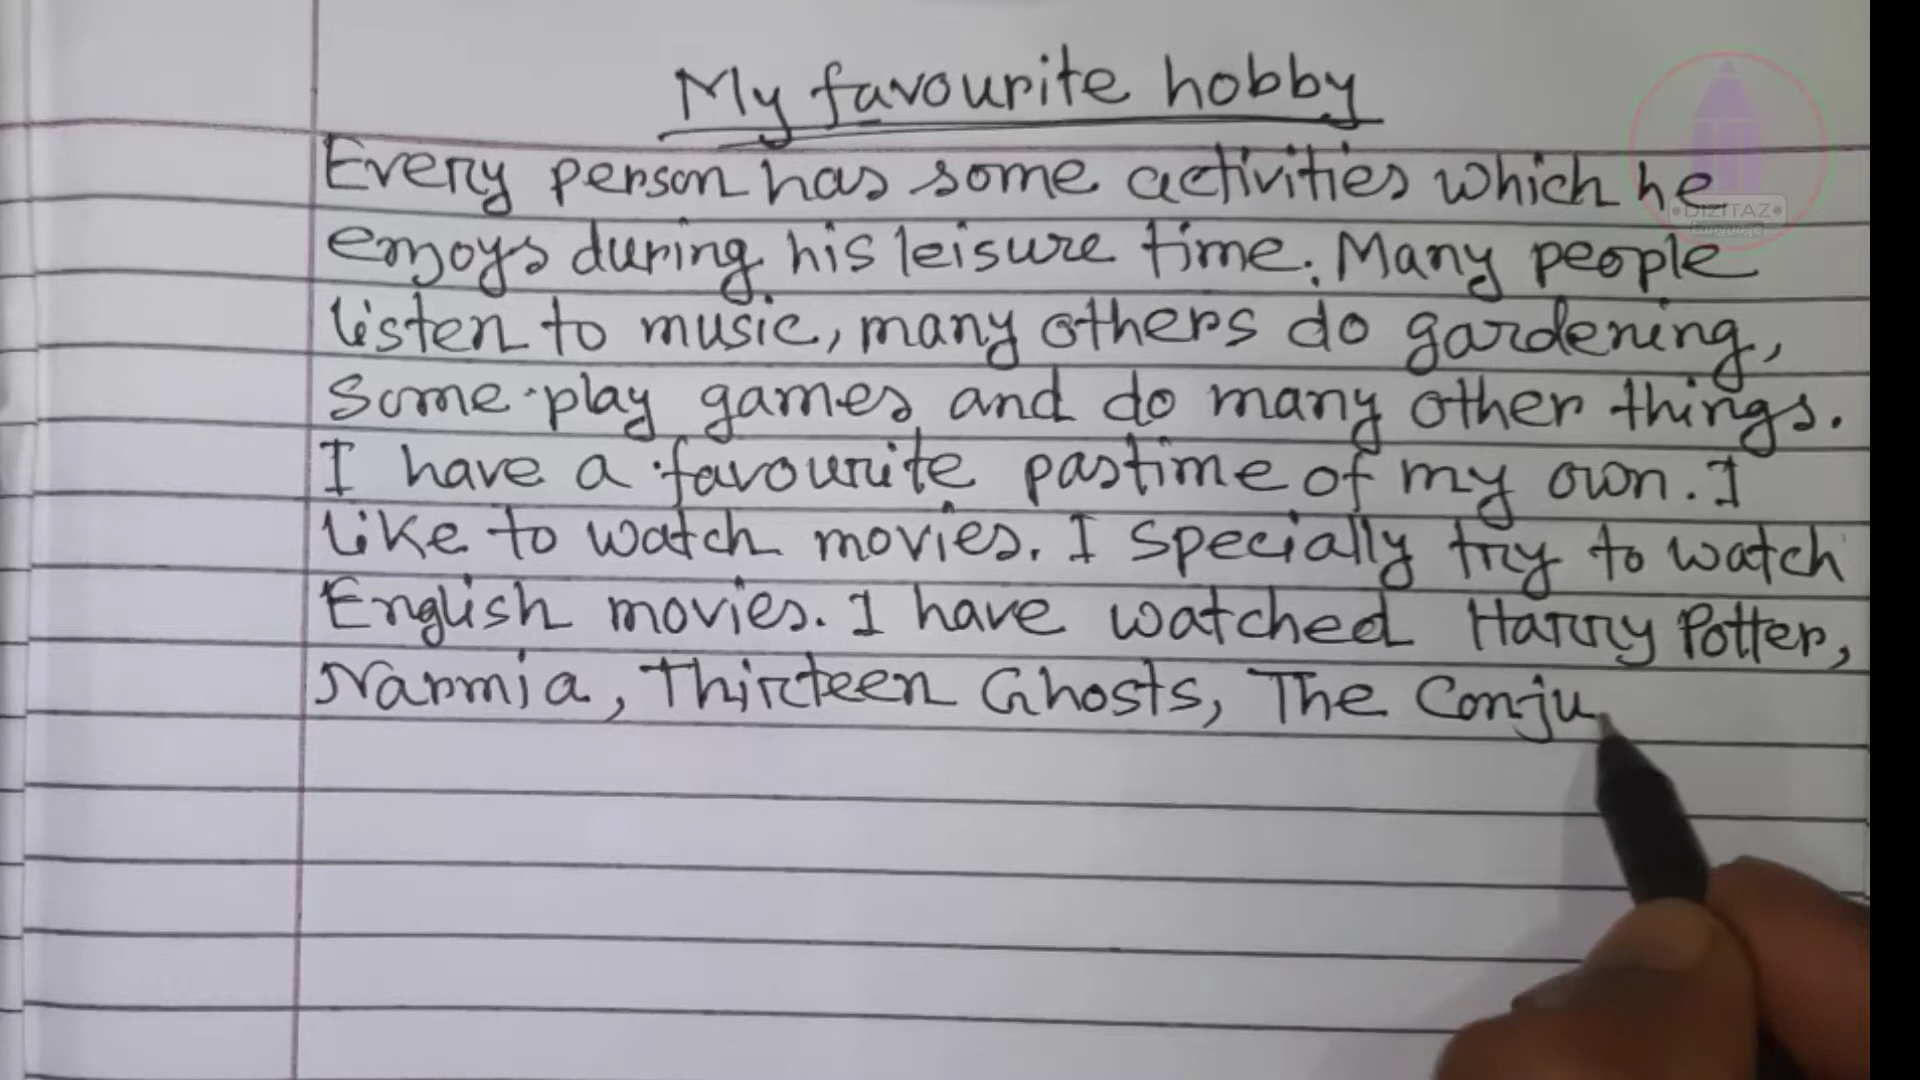 My favourite hobby
Every person has some activities which he
enjoys during his leisure time. Many people
listen to music, many others do gardening,
some play games and do many other things.
I have a favourite pastime of my own. I
like to watch movies. I specially try to watch
English movies. I have watched Harry Potter,
Narnia, Thirteen Ghosts, The Conju
DIZITAZ
Language